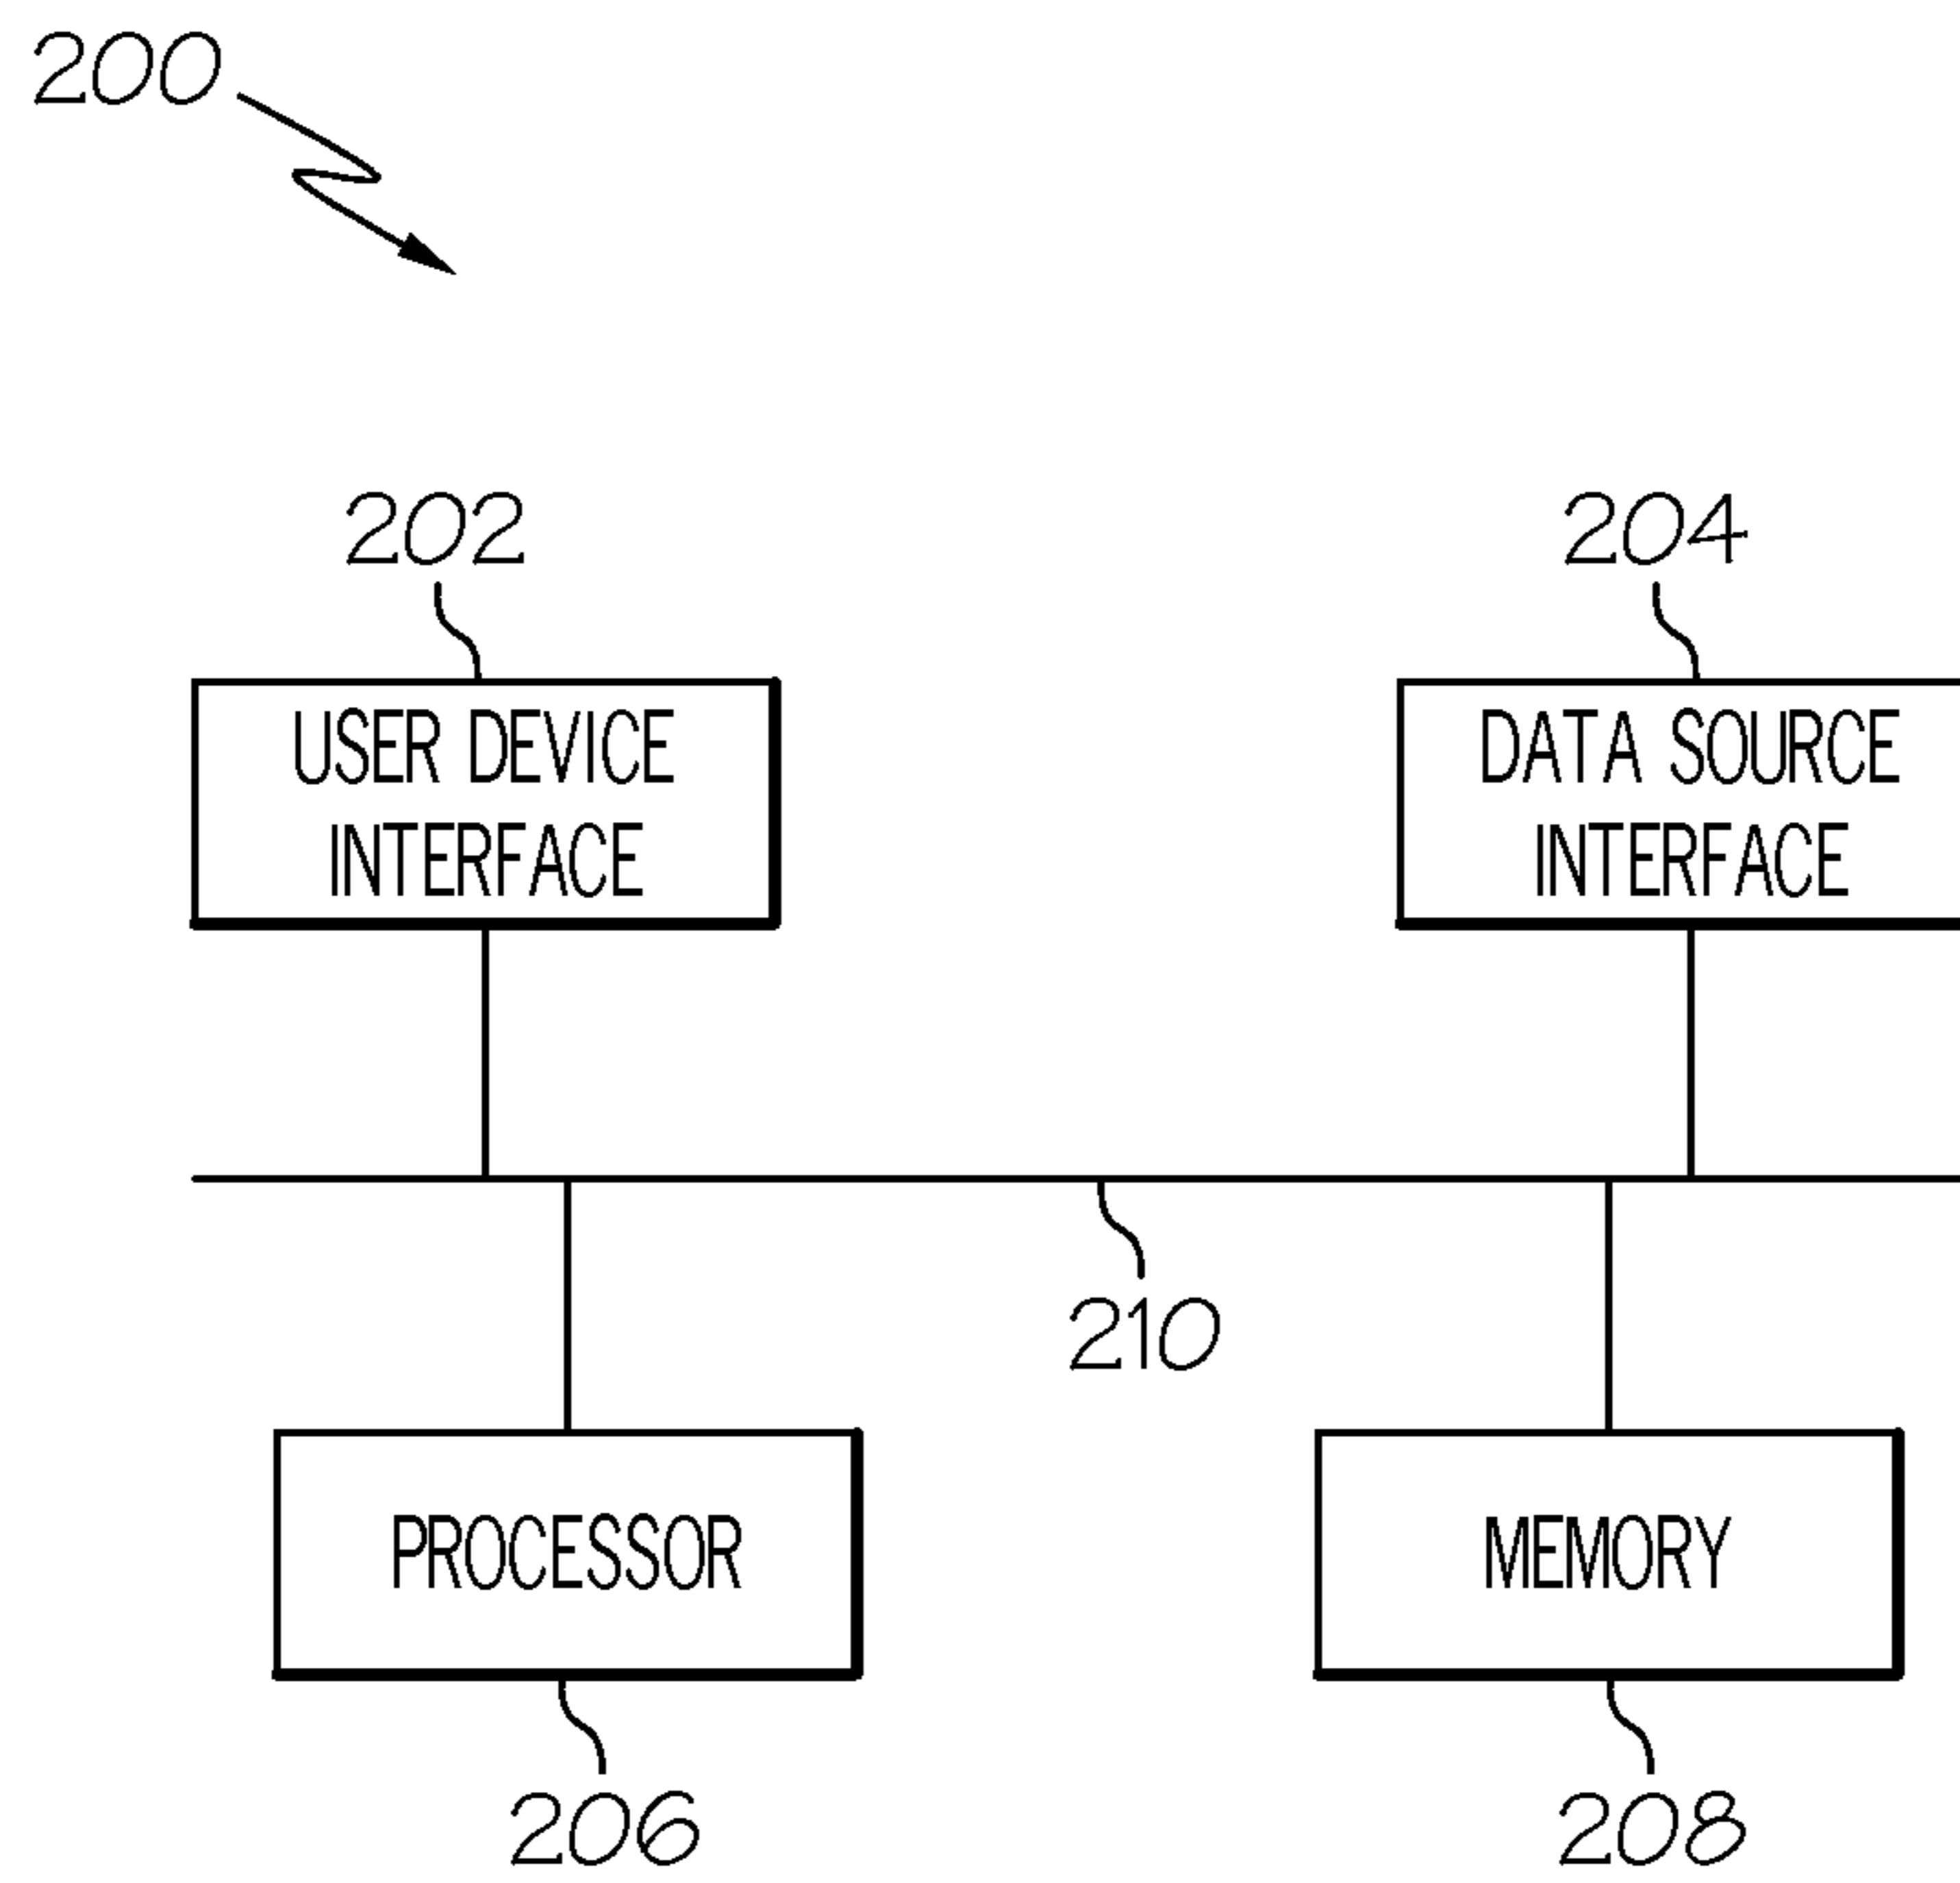 200
202
204
USER DEVICE
INTERFACE
DATA SOURCE
INTERFACE
210
PROCESSOR
MEMORY
206
208